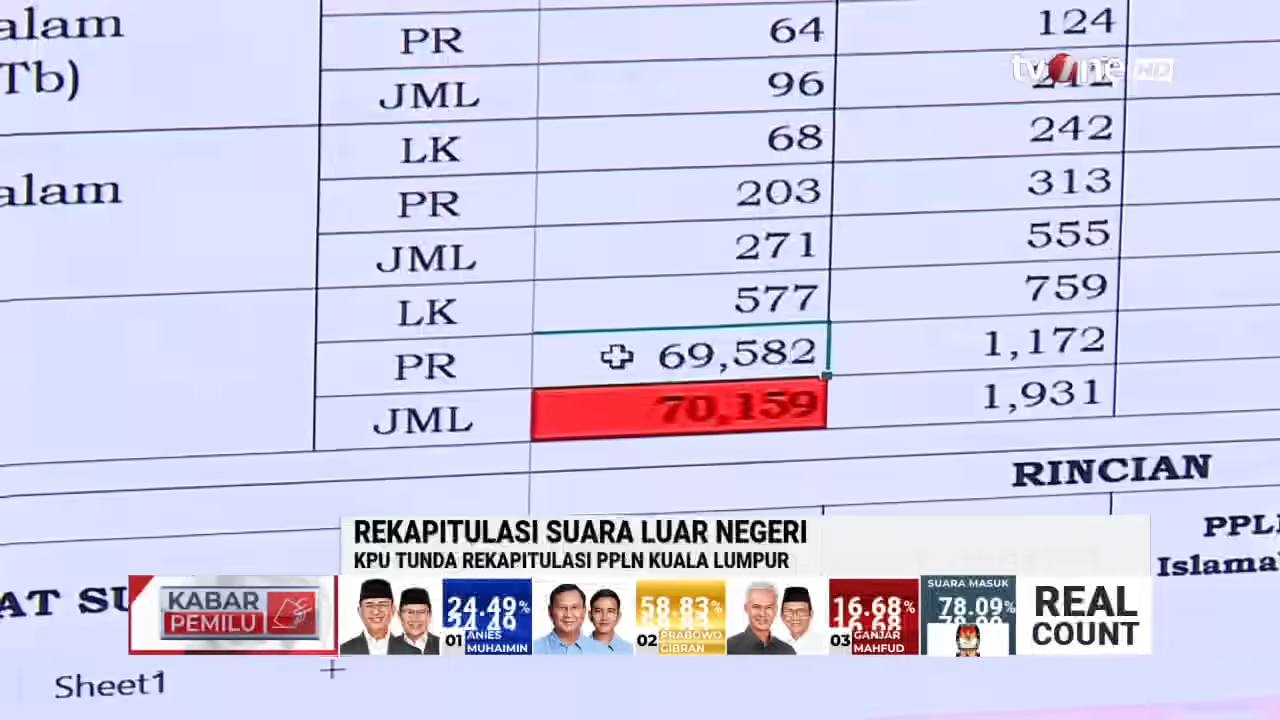 alam
PR 64 124
Tb)
JML 96 242
LK 68 242
alam
PR 203 313
JML 271 555
LK 577 759
PR 69,582 1,172
JML 70,159 1,931
RINCIAN
PPL
Islama
AT SU
Sheet1
tvOne HD
REKAPITULASI SUARA LUAR NEGERI
KPU TUNDA REKAPITULASI PPLN KUALA LUMPUR
KABAR PEMILU
24.49%
01 ANIES MUHAIMIN
58.83%
02 PRABOWO GIBRAN
16.68%
03 GANJAR MAHFUD
SUARA MASUK
78.09%
REAL COUNT